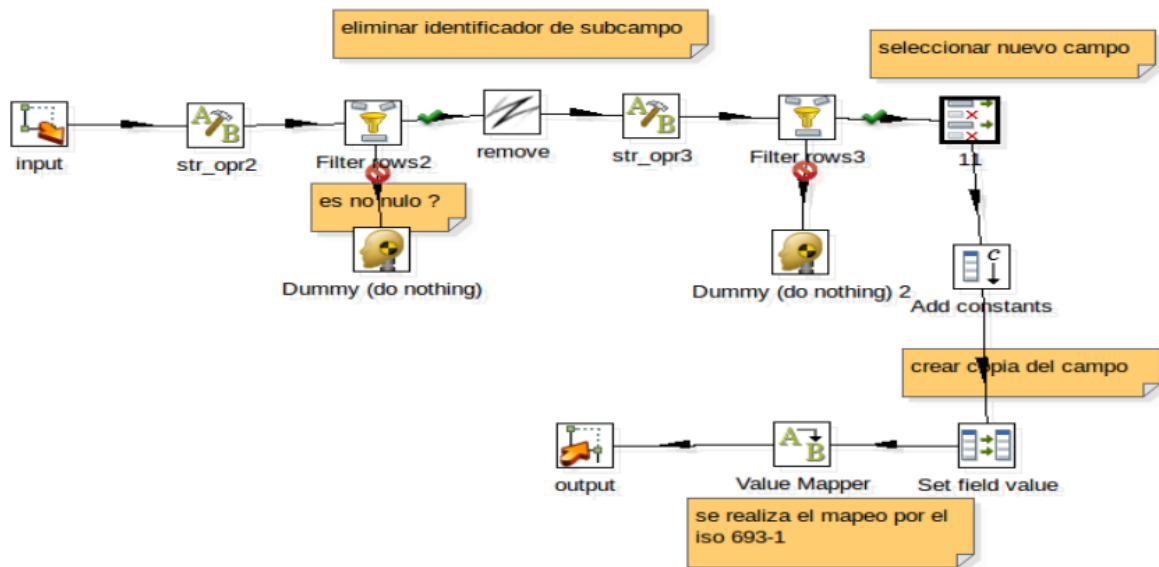 eliminar identificador de subcampo
seleccionar nuevo campo
input
str_opr2
Filter rows2
remove
str_opr3
Filter rows3
11
es no nulo ?
Dummy (do nothing)
Dummy (do nothing) 2
Add constants
crear copia del campo
output
Value Mapper
Set field value
se realiza el mapeo por el
iso 693-1